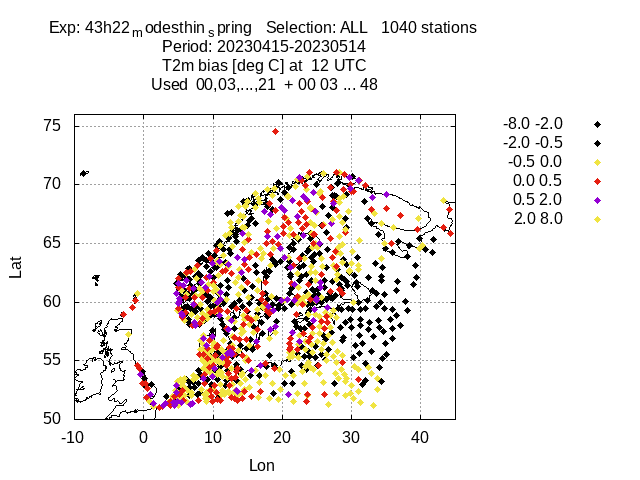 Exp: 43h22modesthinspring Selection: ALL 1040 stations
Period: 20230415-20230514
T2m bias [deg C] at 12 UTC
Used 00,03,...,21 + 00 03 ... 48
-8.0 -2.0
-2.0 -0.5
-0.5 0.0
0.0 0.5
0.5 2.0
2.0 8.0
75
70
65
60
55
50
Lat
-10 0 10 20 30 40
Lon